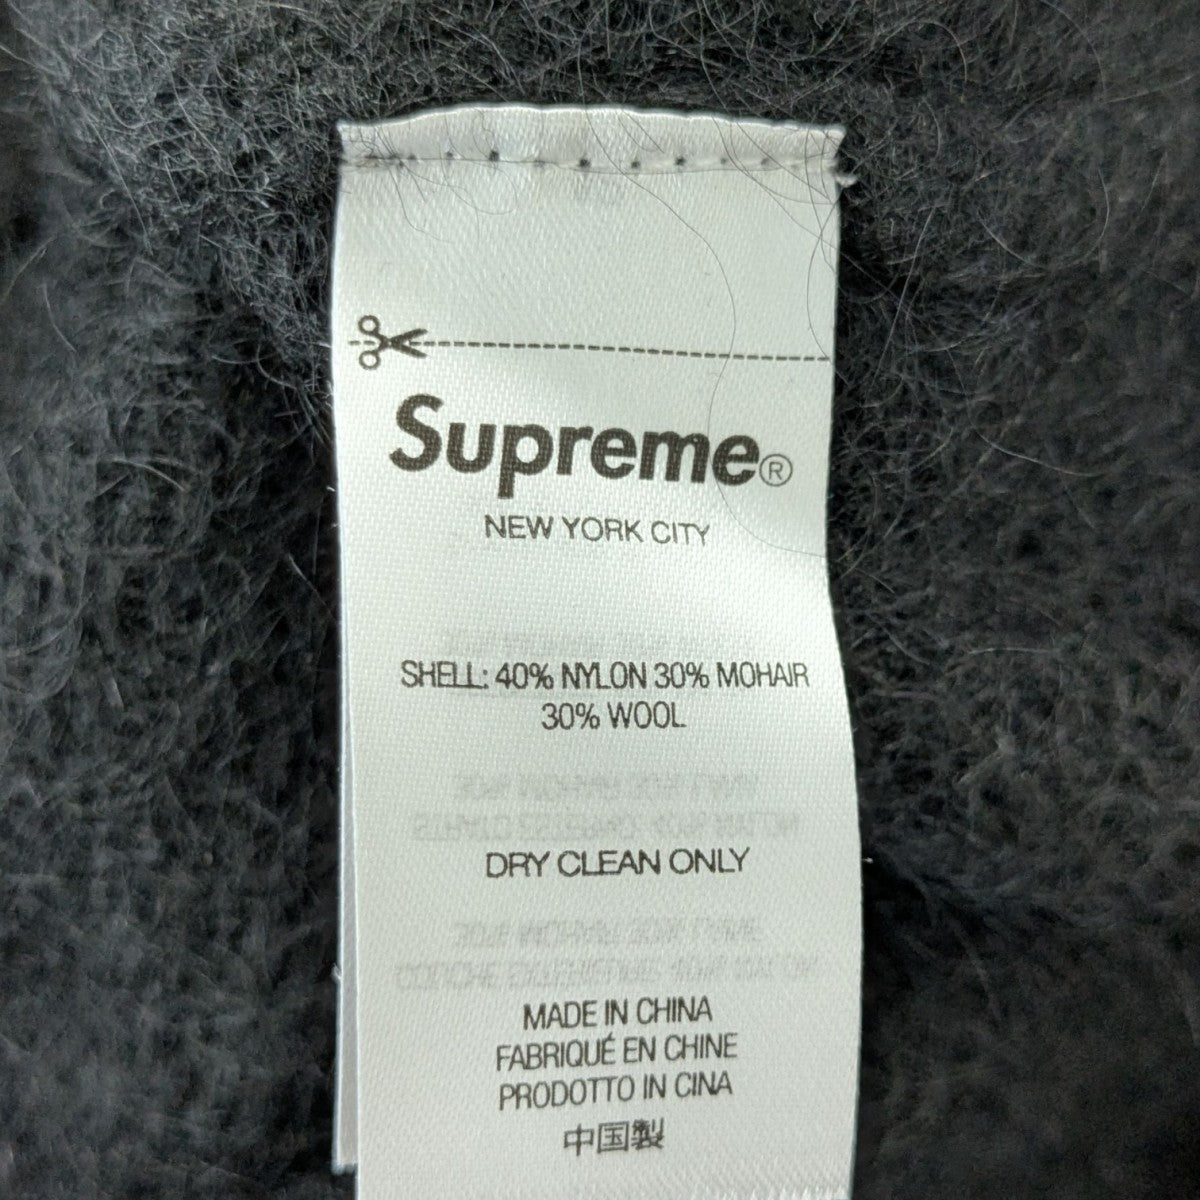 Supreme®
NEW YORK CITY
SHELL: 40% NYLON 30% MOHAIR
30% WOOL
DRY CLEAN ONLY
MADE IN CHINA
FABRIQUÉ EN CHINE
PRODOTTO IN CINA
中国製